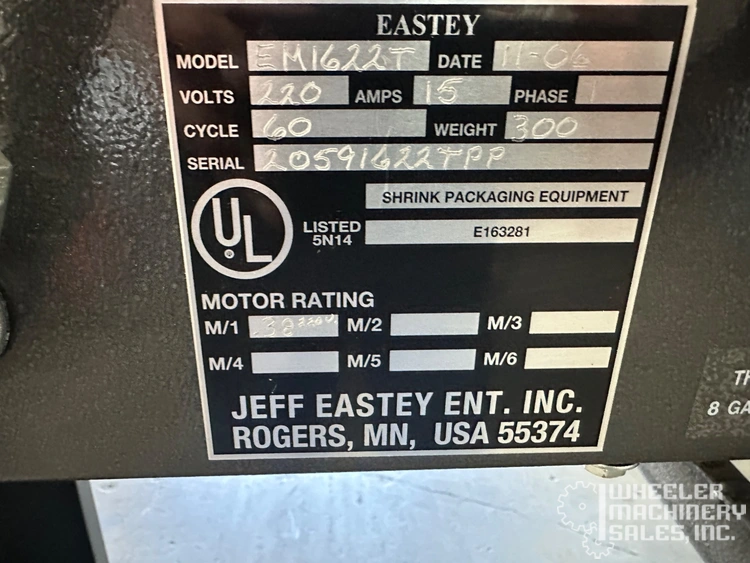 EASTEY
MODEL EM1622T DATE 11-06
VOLTS 220 AMPS 15 PHASE 1
CYCLE 60 WEIGHT 300
SERIAL 20591622TPP
SHRINK PACKAGING EQUIPMENT
UL LISTED 5N14 E163281
MOTOR RATING
M/1 .38 220V. M/2 M/3
M/4 M/5 M/6
JEFF EASTEY ENT. INC.
ROGERS, MN, USA 55374
8 GA
WHEELER
MACHINERY
SALES, INC.